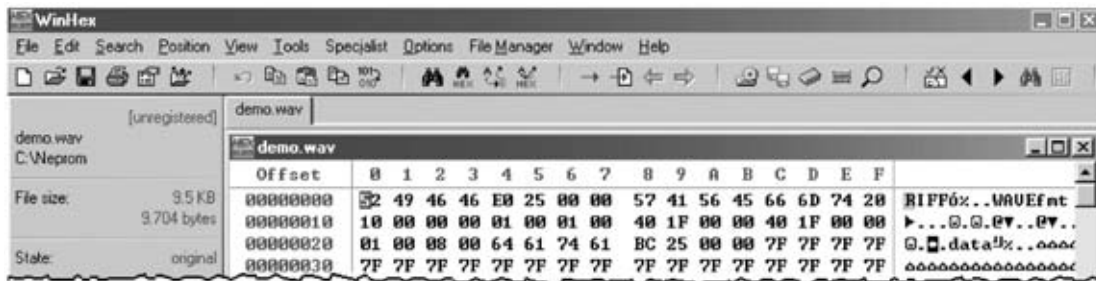 WinHex
File Edit Search Position View Tools Specialist Options File Manager Window Help
[unregistered]
demo.wav
C:\Neprom
File size: 9.5 KB
9.704 bytes
State: original
demo.wav
demo.wav
Offset 0 1 2 3 4 5 6 7 8 9 A B C D E F
00000000 52 49 46 46 E0 25 00 00 57 41 56 45 66 6D 74 20 RIFFóx..WAVEfmt
00000010 10 00 00 00 01 00 01 00 40 1F 00 00 40 1F 00 00
00000020 01 00 08 00 64 61 74 61 BC 25 00 00 7F 7F 7F 7F
00000030 7F 7F 7F 7F 7F 7F 7F 7F 7F 7F 7F 7F 7F 7F 7F 7F